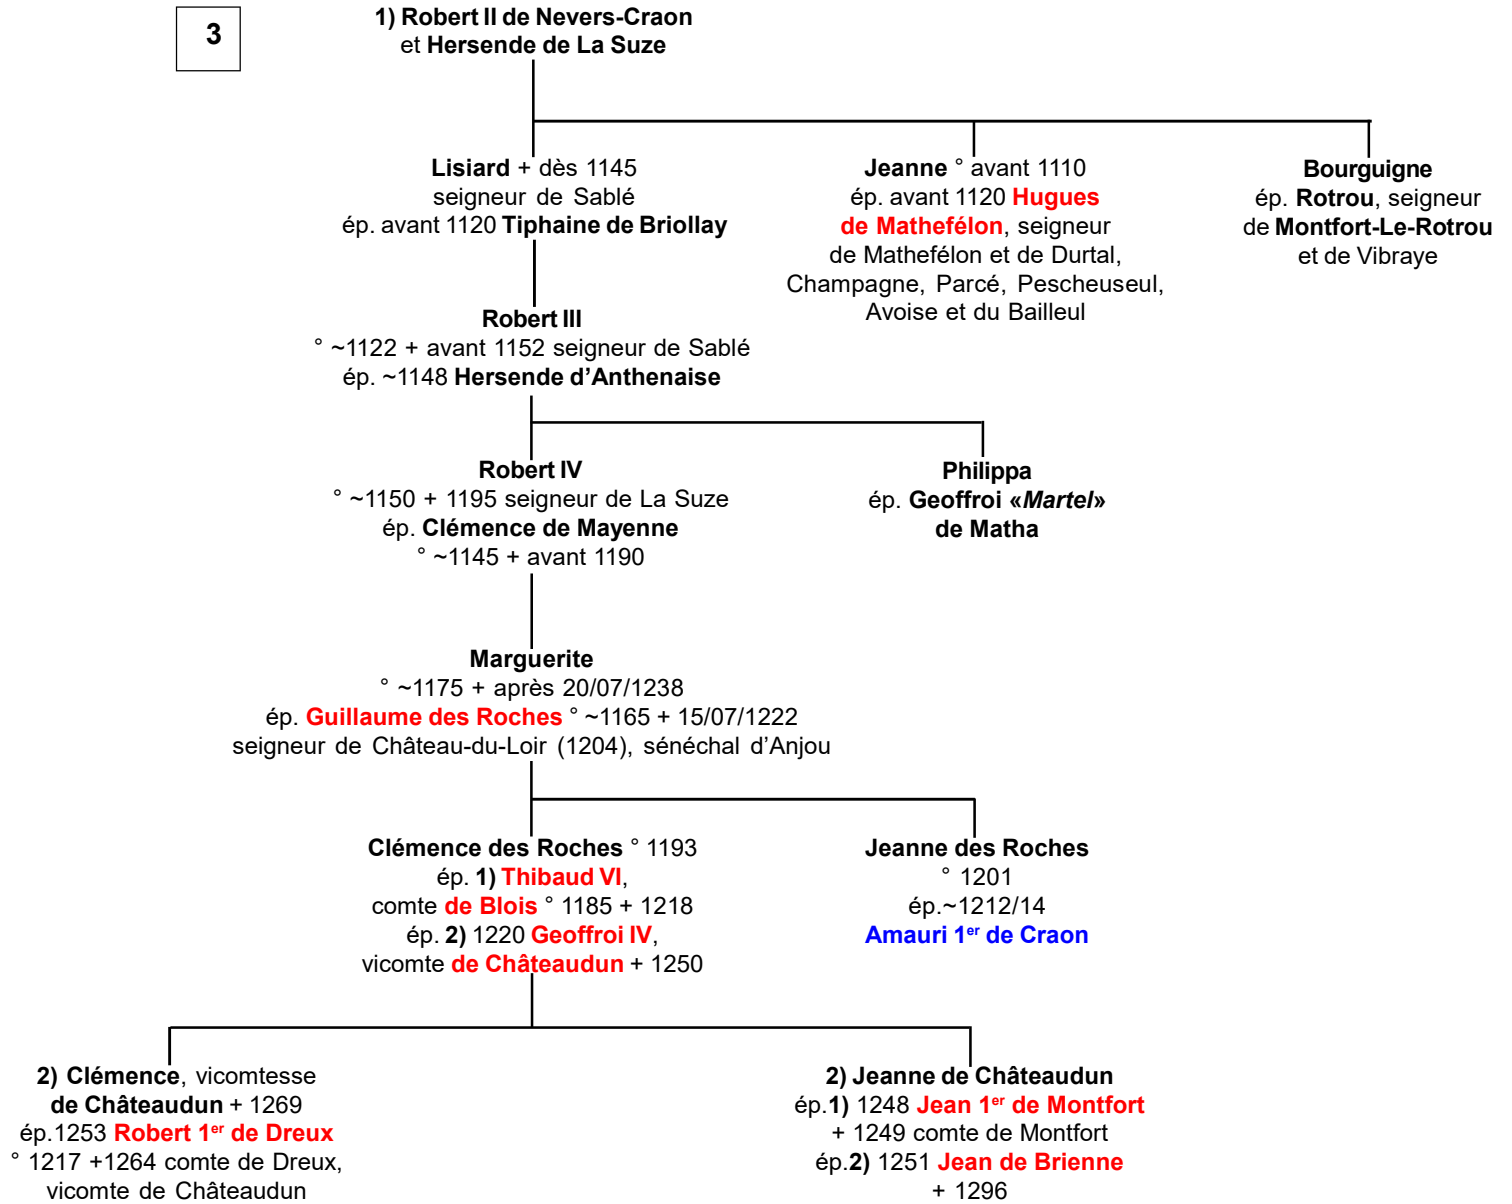 3
1) Robert II de Nevers-Craon
et Hersende de La Suze
Lisiard + dès 1145
seigneur de Sablé
ép. avant 1120 Tiphaine de Briollay
Jeanne ° avant 1110
ép. avant 1120 Hugues
de Mathefélon, seigneur
de Mathefélon et de Durtal,
Champagne, Parcé, Pescheuseul,
Avoise et du Bailleul
Bourguigne
ép. Rotrou, seigneur
de Montfort-Le-Rotrou
et de Vibraye
Robert III
° ~1122 + avant 1152 seigneur de Sablé
ép. ~1148 Hersende d’Anthenaise
Robert IV
° ~1150 + 1195 seigneur de La Suze
ép. Clémence de Mayenne
° ~1145 + avant 1190
Philippa
ép. Geoffroi «Martel»
de Matha
Marguerite
° ~1175 + après 20/07/1238
ép. Guillaume des Roches ° ~1165 + 15/07/1222
seigneur de Château-du-Loir (1204), sénéchal d’Anjou
Clémence des Roches ° 1193
ép. 1) Thibaud VI,
comte de Blois ° 1185 + 1218
ép. 2) 1220 Geoffroi IV,
vicomte de Châteaudun + 1250
Jeanne des Roches
° 1201
ép.~1212/14
Amauri 1er de Craon
2) Clémence, vicomtesse
de Châteaudun + 1269
ép.1253 Robert 1er de Dreux
° 1217 +1264 comte de Dreux,
vicomte de Châteaudun
2) Jeanne de Châteaudun
ép.1) 1248 Jean 1er de Montfort
+ 1249 comte de Montfort
ép.2) 1251 Jean de Brienne
+ 1296